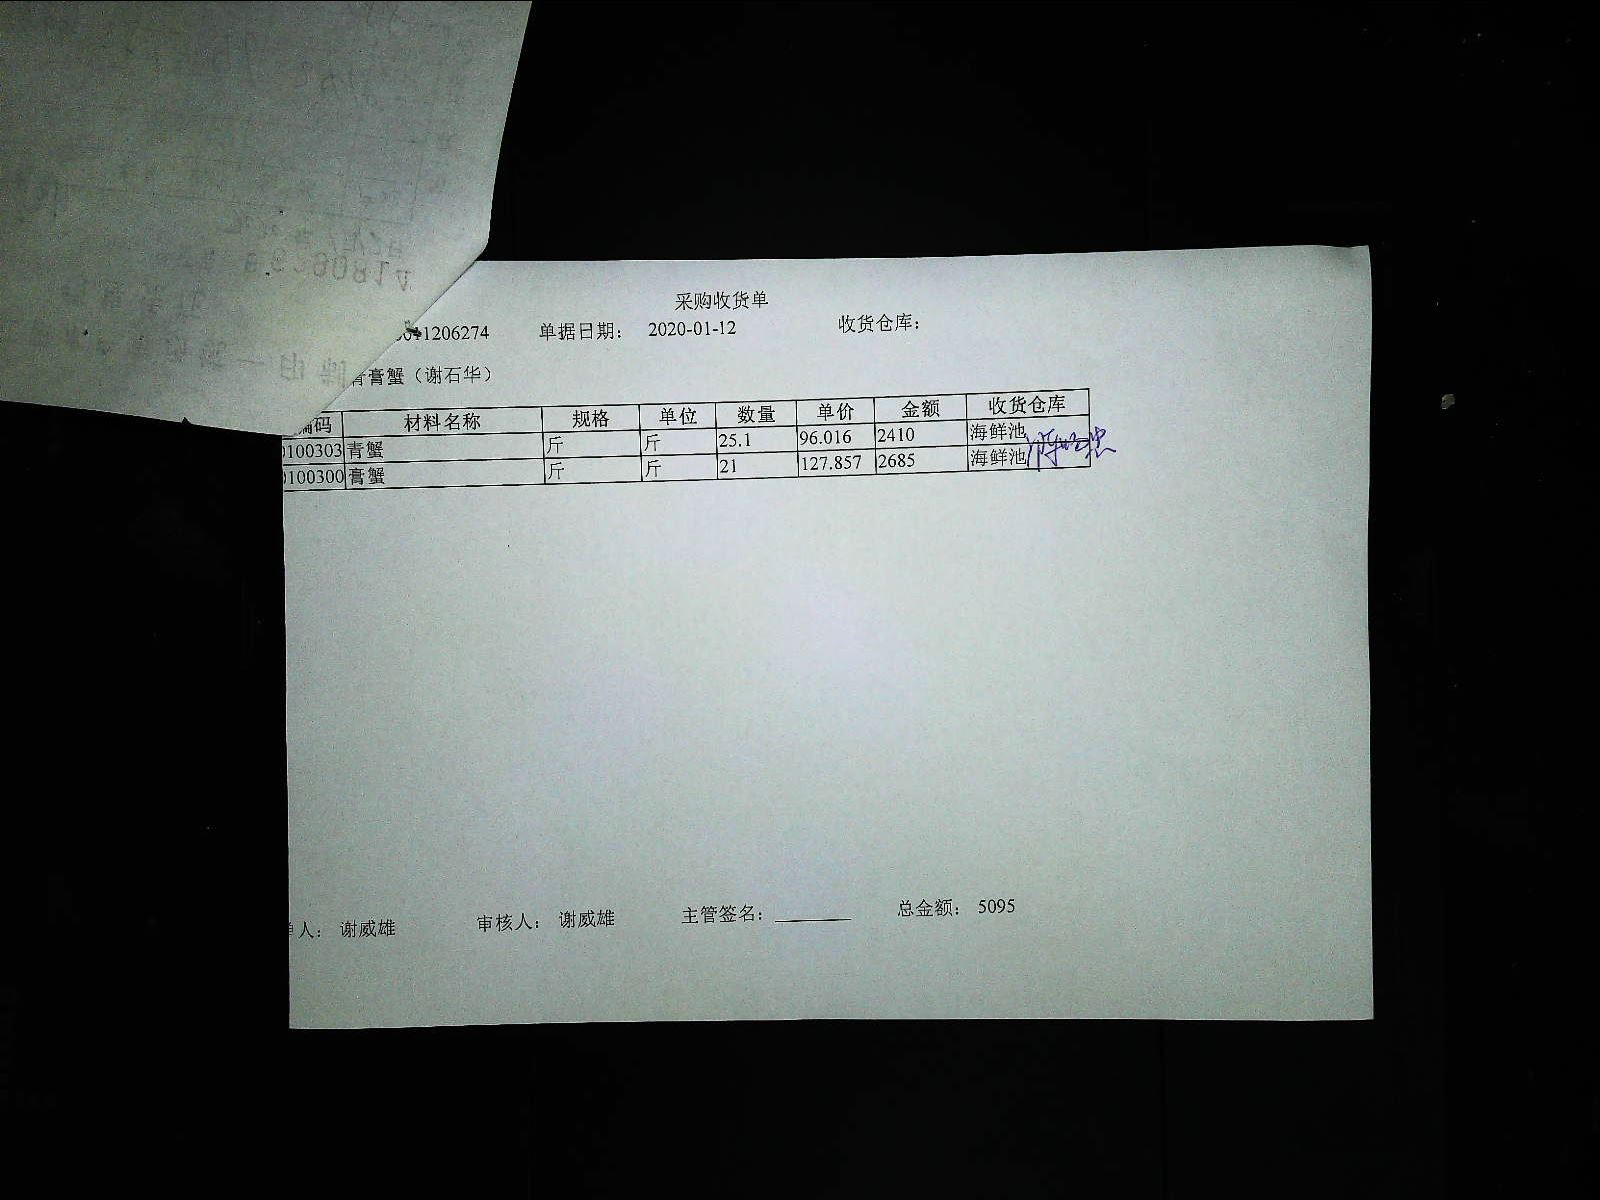 采购收货单
1206274 单据日期： 2020-01-12 收货仓库：
青膏蟹（谢石华）
编码 材料名称 规格 单位 数量 单价 金额 收货仓库
0100303 青蟹 斤 斤 25.1 96.016 2410 海鲜池
0100300 膏蟹 斤 斤 21 127.857 2685 海鲜池
单人： 谢威雄 审核人： 谢威雄 主管签名： 总金额： 5095